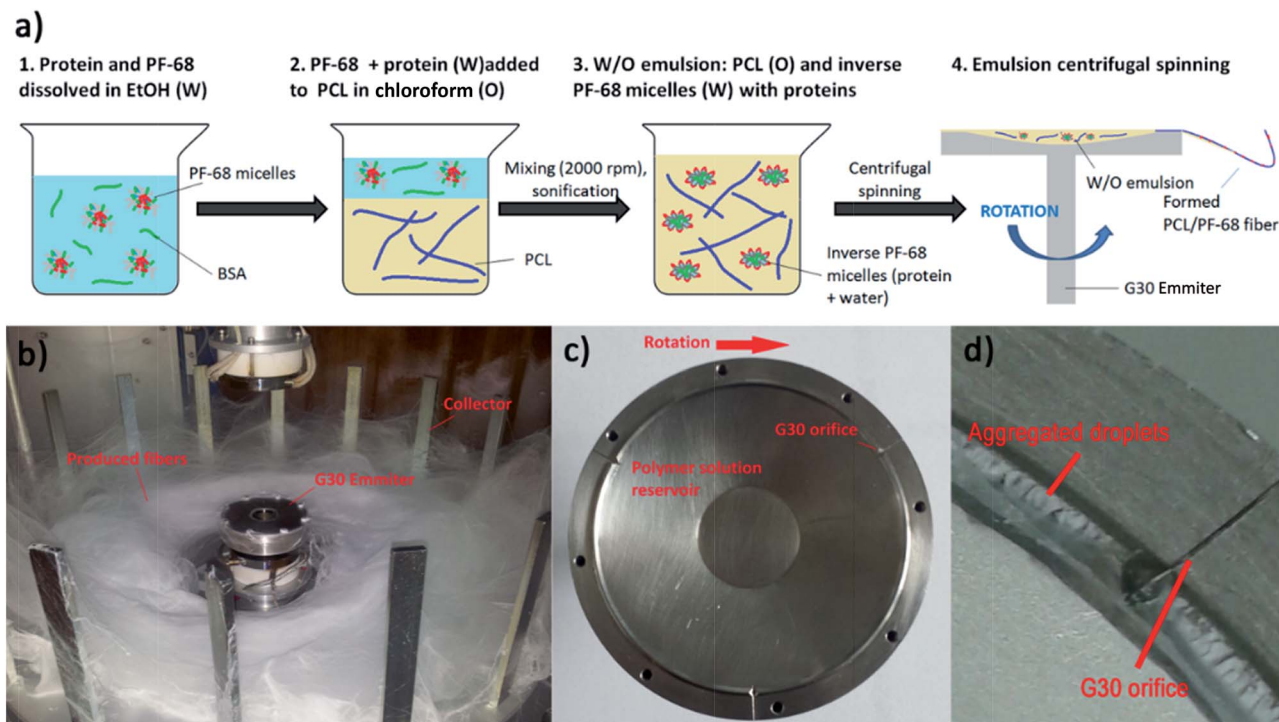 a)
1. Protein and PF-68
dissolved in EtOH (W)
2. PF-68 + protein (W)added
to PCL in chloroform (O)
3. W/O emulsion: PCL (O) and inverse
PF-68 micelles (W) with proteins
4. Emulsion centrifugal spinning
PF-68 micelles
BSA
Mixing (2000 rpm),
sonification
PCL
Centrifugal
spinning
Inverse PF-68
micelles (protein
+ water)
W/O emulsion
Formed
PCL/PF-68 fiber
ROTATION
G30 Emmiter
b)
Collector
Produced fibers
G30 Emmiter
c)
Rotation
G30 orifice
Polymer solution
reservoir
d)
Aggregated droplets
G30 orifice